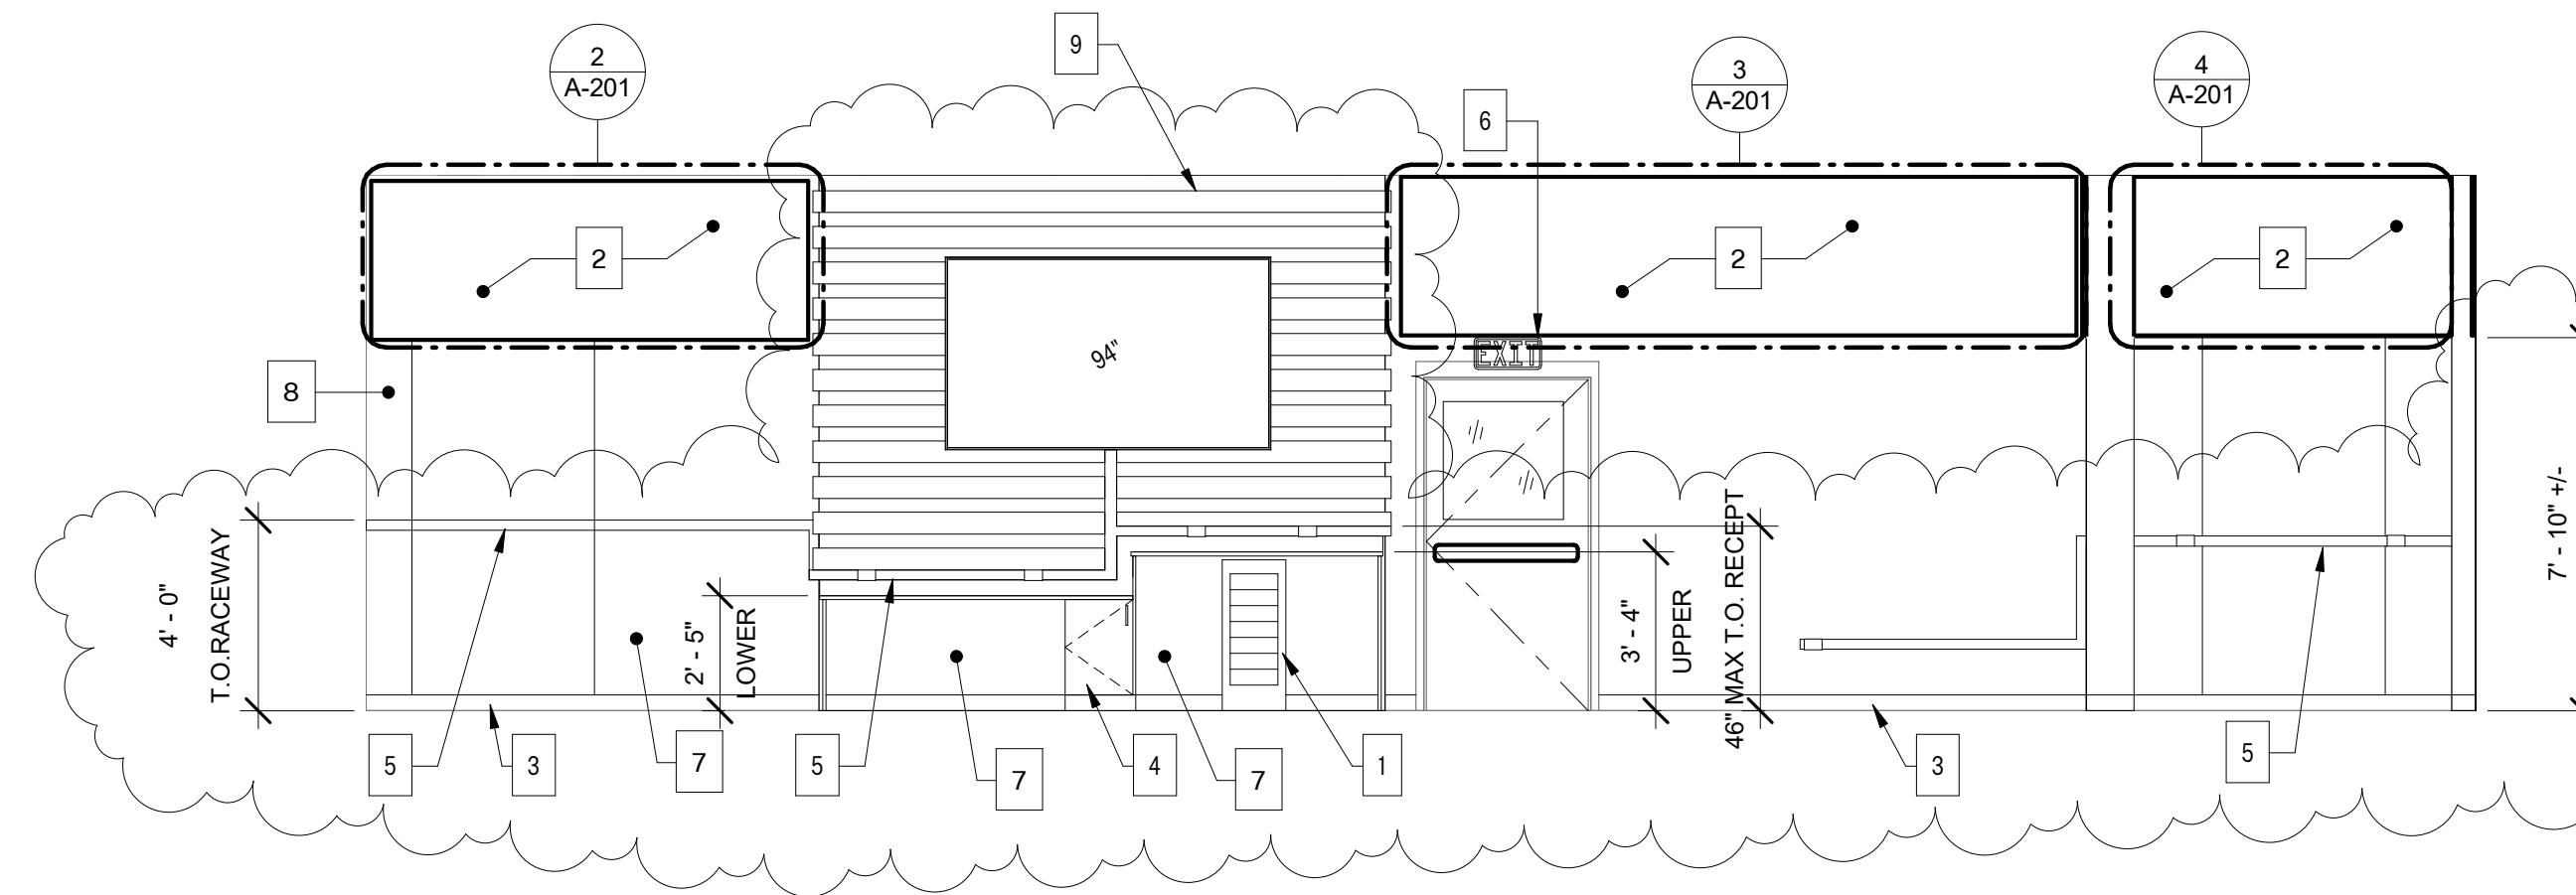 2
A-201
9
3
A-201
4
A-201
6
2
2
2
94"
EXIT
8
4' - 0"
T.O.RACEWAY
2' - 5"
LOWER
3' - 4"
UPPER
46" MAX T.O. RECEPT
7' - 10" +/-
5
3
7
5
7
4
7
1
3
5